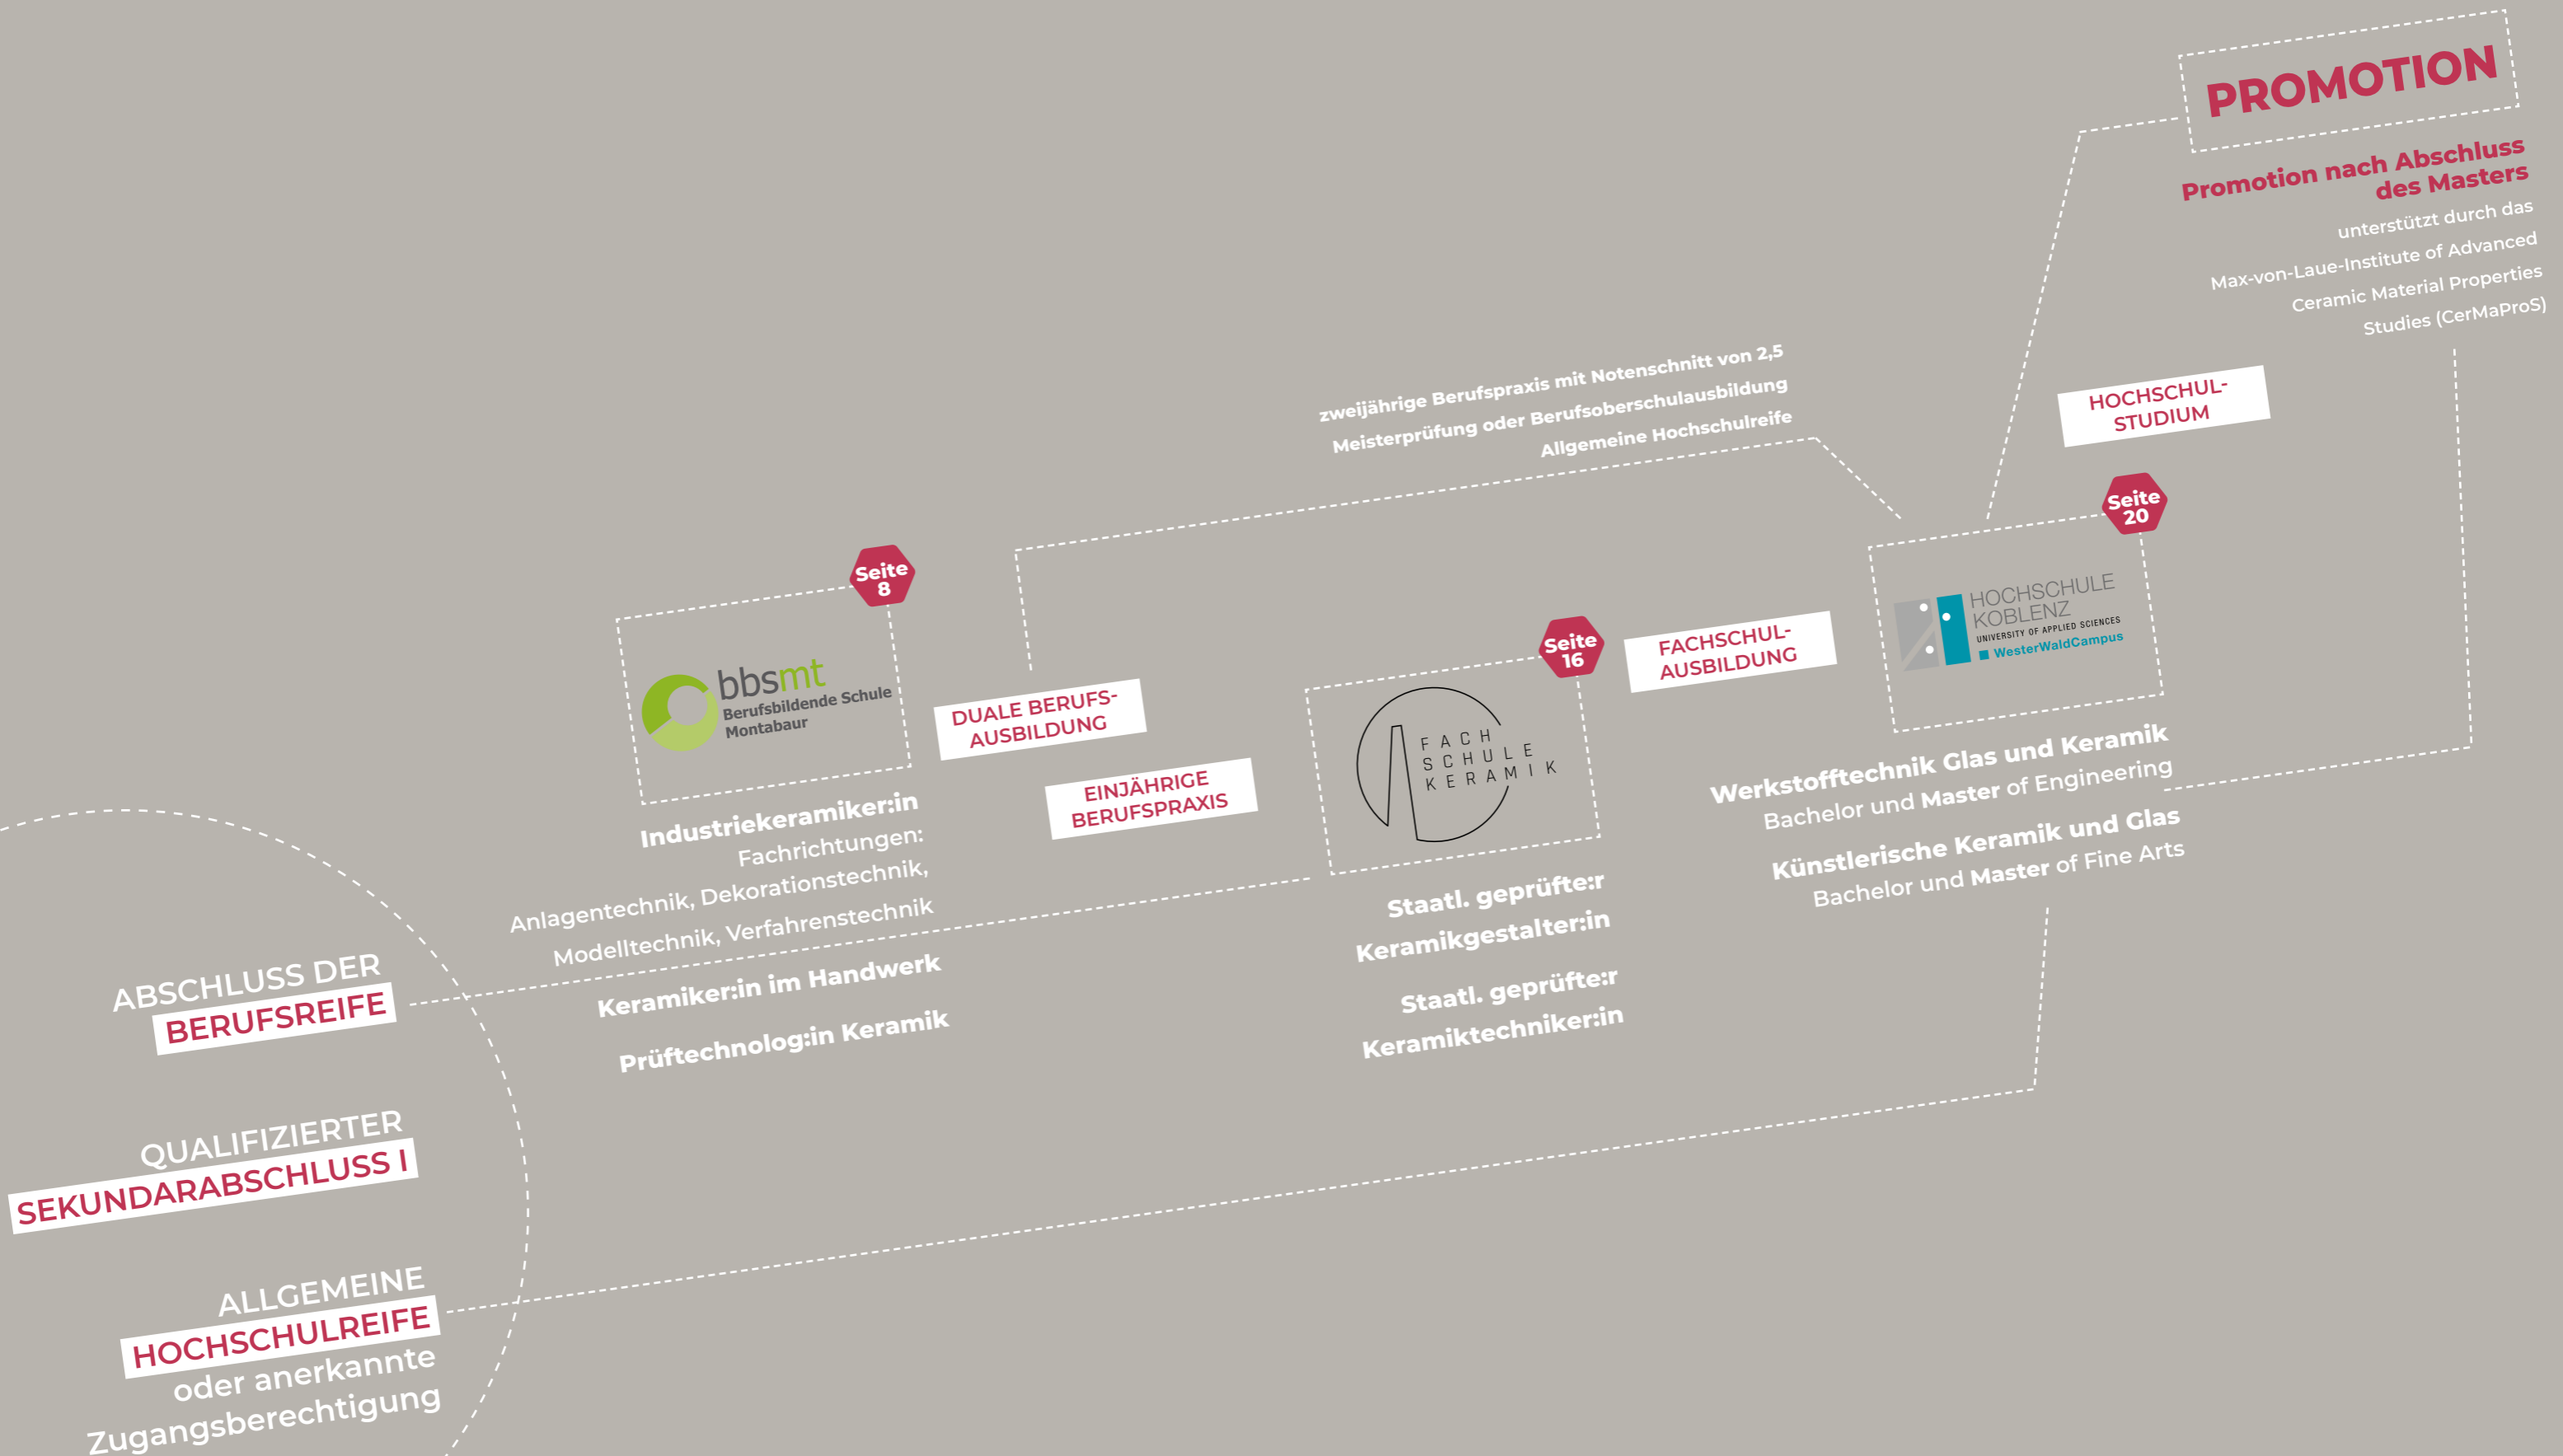 ABSCHLUSS DER
BERUFSREIFE
QUALIFIZIERTER
SEKUNDARABSCHLUSS I
ALLGEMEINE
HOCHSCHULREIFE
oder anerkannte
Zugangsberechtigung
Seite
8
bbsmt
Berufsbildende Schule
Montabaur
Industriekeramiker:in
Fachrichtungen:
Anlagentechnik, Dekorationstechnik,
Modelltechnik, Verfahrenstechnik
Keramiker:in im Handwerk
Prüftechnolog:in Keramik
DUALE BERUFS-
AUSBILDUNG
EINJÄHRIGE
BERUFSPRAXIS
zweijährige Berufspraxis mit Notenschnitt von 2,5
Meisterprüfung oder Berufsoberschulausbildung
Allgemeine Hochschulreife
Seite
16
FACH
SCHULE
KERAMIK
Staatl. geprüfte:r
Keramikgestalter:in
Staatl. geprüfte:r
Keramiktechniker:in
FACHSCHUL-
AUSBILDUNG
Seite
20
HOCHSCHULE
KOBLENZ
UNIVERSITY OF APPLIED SCIENCES
WesterWaldCampus
Werkstofftechnik Glas und Keramik
Bachelor und Master of Engineering
Künstlerische Keramik und Glas
Bachelor und Master of Fine Arts
HOCHSCHUL-
STUDIUM
PROMOTION
Promotion nach Abschluss
des Masters
unterstützt durch das
Max-von-Laue-Institute of Advanced
Ceramic Material Properties
Studies (CerMaProS)